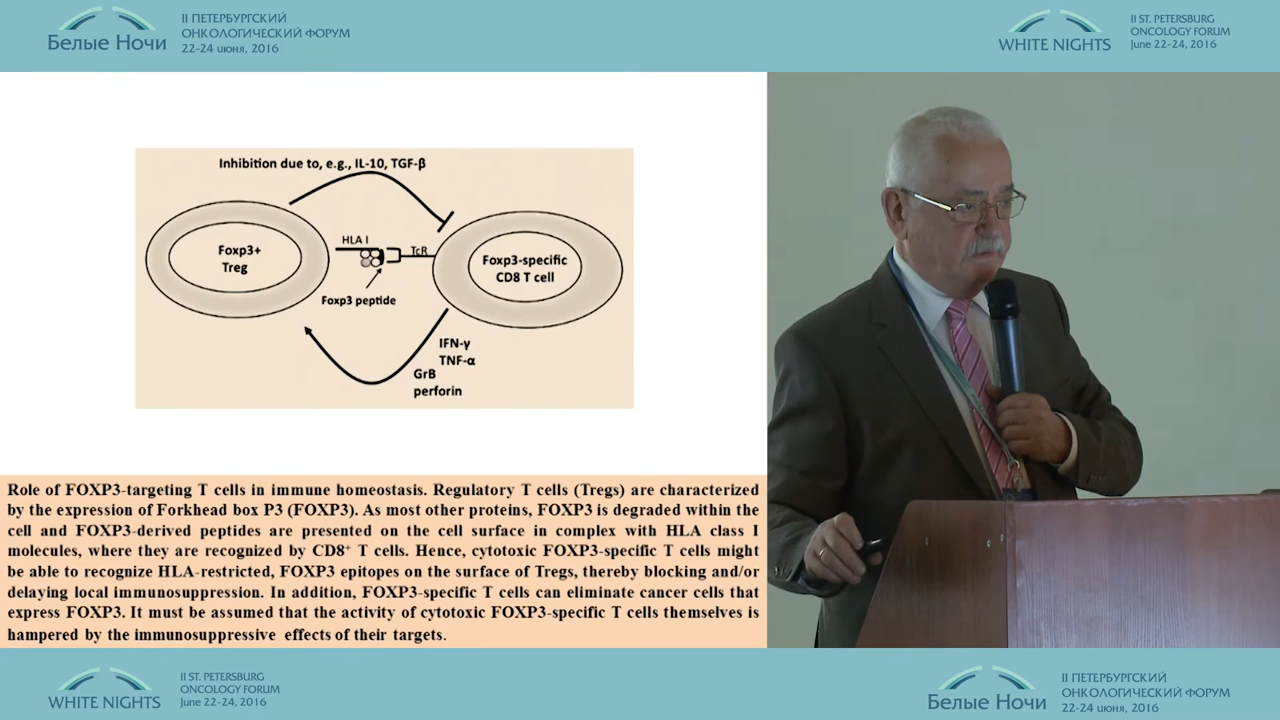 Белые Ночи
II ПЕТЕРБУРГСКИЙ
ОНКОЛОГИЧЕСКИЙ ФОРУМ
22-24 июня, 2016
WHITE NIGHTS
II ST. PETERSBURG
ONCOLOGY FORUM
June 22-24, 2016
Inhibition due to, e.g., IL-10, TGF-β
Foxp3+
Treg
HLA I
TcR
Foxp3 peptide
Foxp3-specific
CD8 T cell
IFN-γ
TNF-α
GrB
perforin
Role of FOXP3-targeting T cells in immune homeostasis. Regulatory T cells (Tregs) are characterized
by the expression of Forkhead box P3 (FOXP3). As most other proteins, FOXP3 is degraded within the
cell and FOXP3-derived peptides are presented on the cell surface in complex with HLA class I
molecules, where they are recognized by CD8⁺ T cells. Hence, cytotoxic FOXP3-specific T cells might
be able to recognize HLA-restricted, FOXP3 epitopes on the surface of Tregs, thereby blocking and/or
delaying local immunosuppression. In addition, FOXP3-specific T cells can eliminate cancer cells that
express FOXP3. It must be assumed that the activity of cytotoxic FOXP3-specific T cells themselves is
hampered by the immunosuppressive effects of their targets.
WHITE NIGHTS
II ST. PETERSBURG
ONCOLOGY FORUM
June 22-24, 2016
Белые Ночи
II ПЕТЕРБУРГСКИЙ
ОНКОЛОГИЧЕСКИЙ ФОРУМ
22-24 июня, 2016